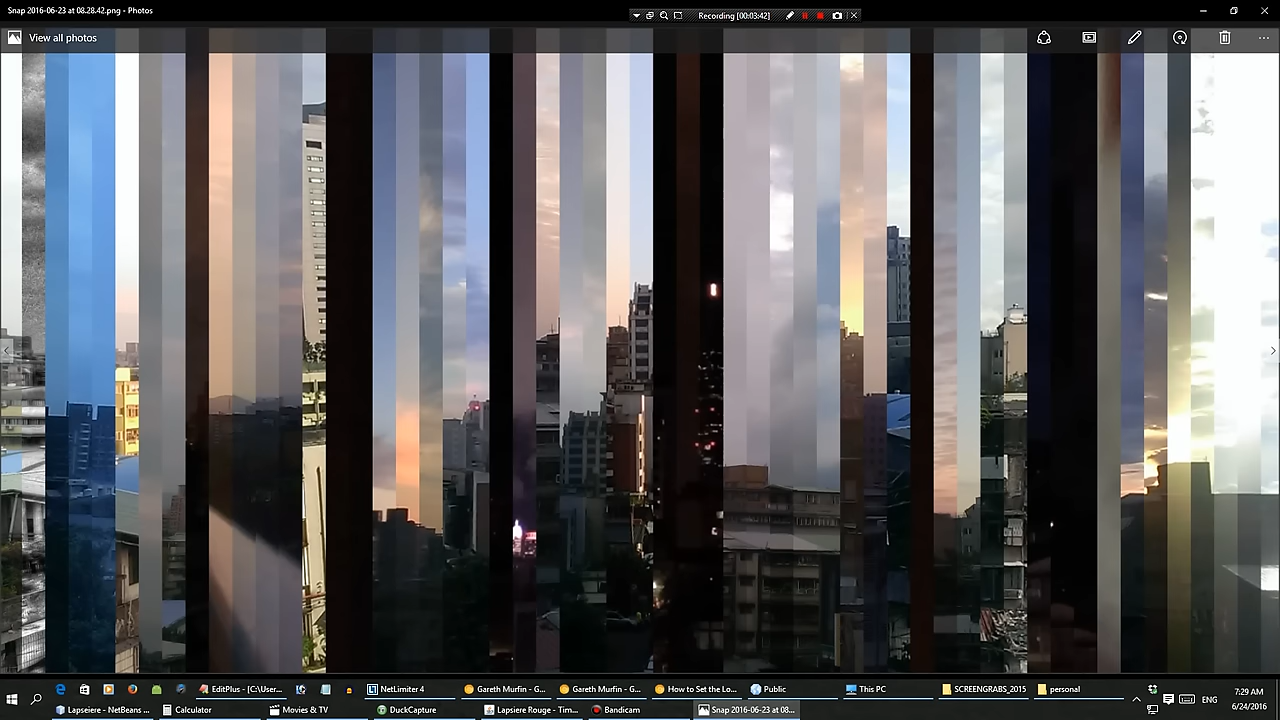 Snap 2016-06-23 at 08.28.42.png - Photos
Recording [00:03:42]
View all photos
EditPlus - [C:\User...
NetLimiter 4
Gareth Murfin - G...
Gareth Murfin - G...
How to Set the Lo...
Public
This PC
SCREENGRABS_2015
personal
ENG
7:29 AM
6/24/2016
Lapseiere - NetBeans ...
Calculator
Movies & TV
DuckCapture
Lapsiere Rouge - Tim...
Bandicam
Snap 2016-06-23 at 08...